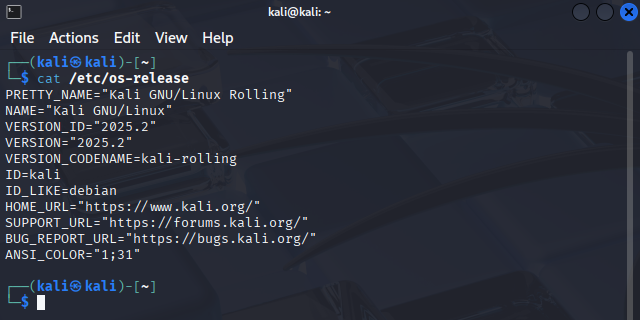 kali@kali: ~
File Actions Edit View Help
┌──(kali㉿kali)-[~]
└─$ cat /etc/os-release
PRETTY_NAME="Kali GNU/Linux Rolling"
NAME="Kali GNU/Linux"
VERSION_ID="2025.2"
VERSION="2025.2"
VERSION_CODENAME=kali-rolling
ID=kali
ID_LIKE=debian
HOME_URL="https://www.kali.org/"
SUPPORT_URL="https://forums.kali.org/"
BUG_REPORT_URL="https://bugs.kali.org/"
ANSI_COLOR="1;31"
┌──(kali㉿kali)-[~]
└─$